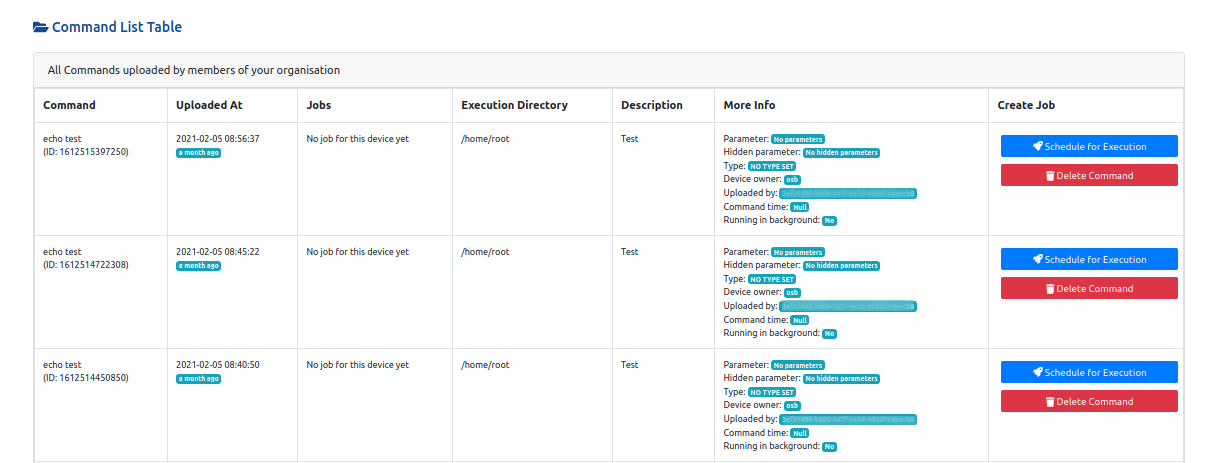 Command List Table
All Commands uploaded by members of your organisation
Command Uploaded At Jobs Execution Directory Description More Info Create Job
echo test
(ID: 1612515397250)
2021-02-05 08:56:37
a month ago
No job for this device yet
/home/root
Test
Parameter: No parameters
Hidden parameter: No hidden parameters
Type: NO TYPE SET
Device owner: osb
Uploaded by:
Command time: Null
Running in background: No
Schedule for Execution
Delete Command
echo test
(ID: 1612514722308)
2021-02-05 08:45:22
a month ago
No job for this device yet
/home/root
Test
Parameter: No parameters
Hidden parameter: No hidden parameters
Type: NO TYPE SET
Device owner: osb
Uploaded by:
Command time: Null
Running in background: No
Schedule for Execution
Delete Command
echo test
(ID: 1612514450850)
2021-02-05 08:40:50
a month ago
No job for this device yet
/home/root
Test
Parameter: No parameters
Hidden parameter: No hidden parameters
Type: NO TYPE SET
Device owner: osb
Uploaded by:
Command time: Null
Running in background: No
Schedule for Execution
Delete Command